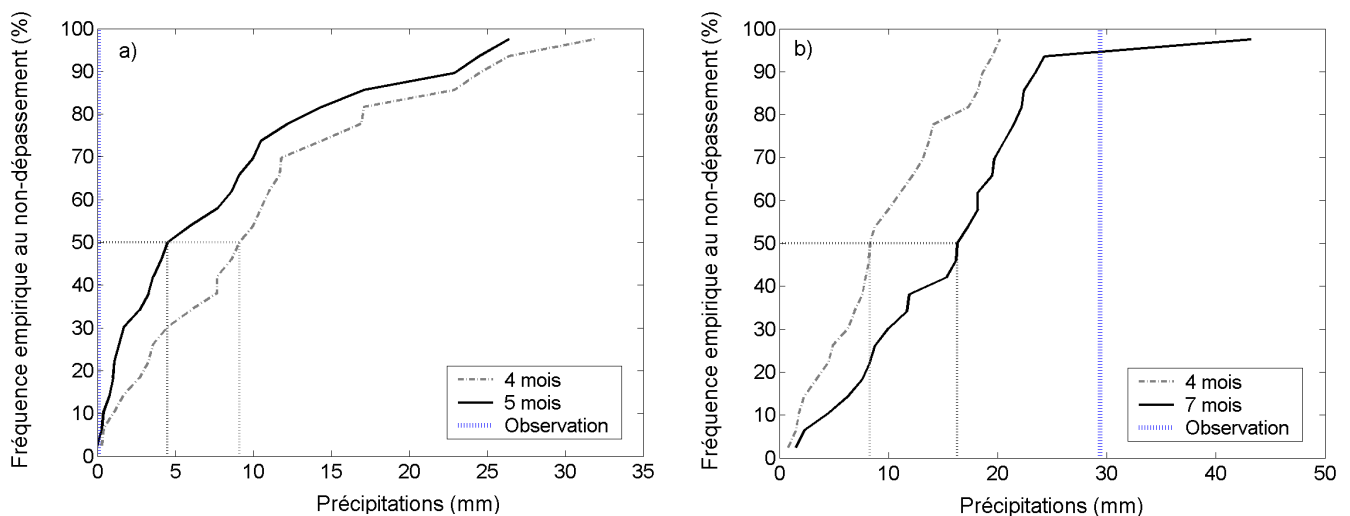 a)
Fréquence empirique au non-dépassement (%)
100
90
80
70
60
50
40
30
20
10
0
0 5 10 15 20 25 30 35
Précipitations (mm)
4 mois
5 mois
Observation
b)
Fréquence empirique au non-dépassement (%)
100
90
80
70
60
50
40
30
20
10
0
0 10 20 30 40 50
Précipitations (mm)
4 mois
7 mois
Observation